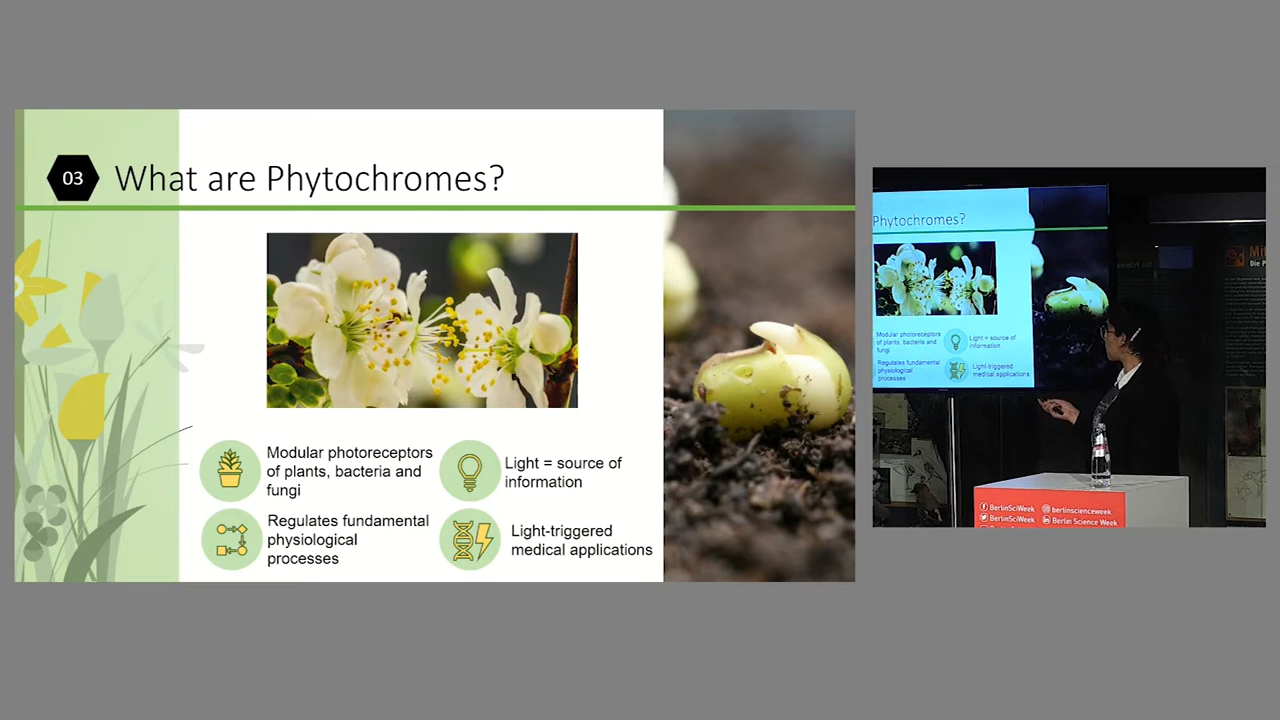 03
What are Phytochromes?
Modular photoreceptors
of plants, bacteria and
fungi
Light = source of
information
Regulates fundamental
physiological
processes
Light-triggered
medical applications
Phytochromes?
Modular photoreceptors
of plants, bacteria and
fungi
Light = source of
information
Regulates fundamental
physiological
processes
Light-triggered
medical applications
BerlinSciWeek
berlinscienceweek
BerlinSciWeek
Berlin Science Week